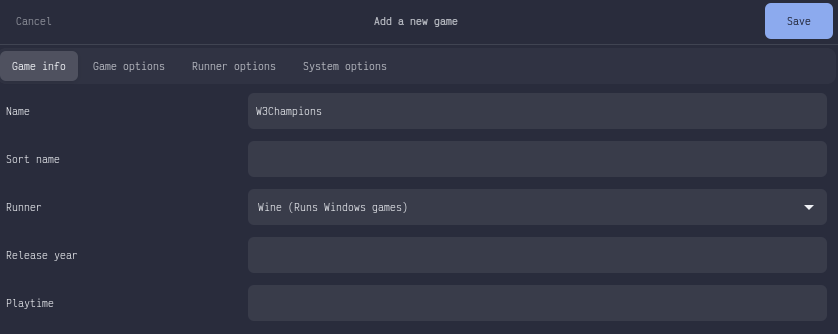 Cancel
Add a new game
Save
Game info
Game options
Runner options
System options
Name
W3Champions
Sort name
Runner
Wine (Runs Windows games)
Release year
Playtime